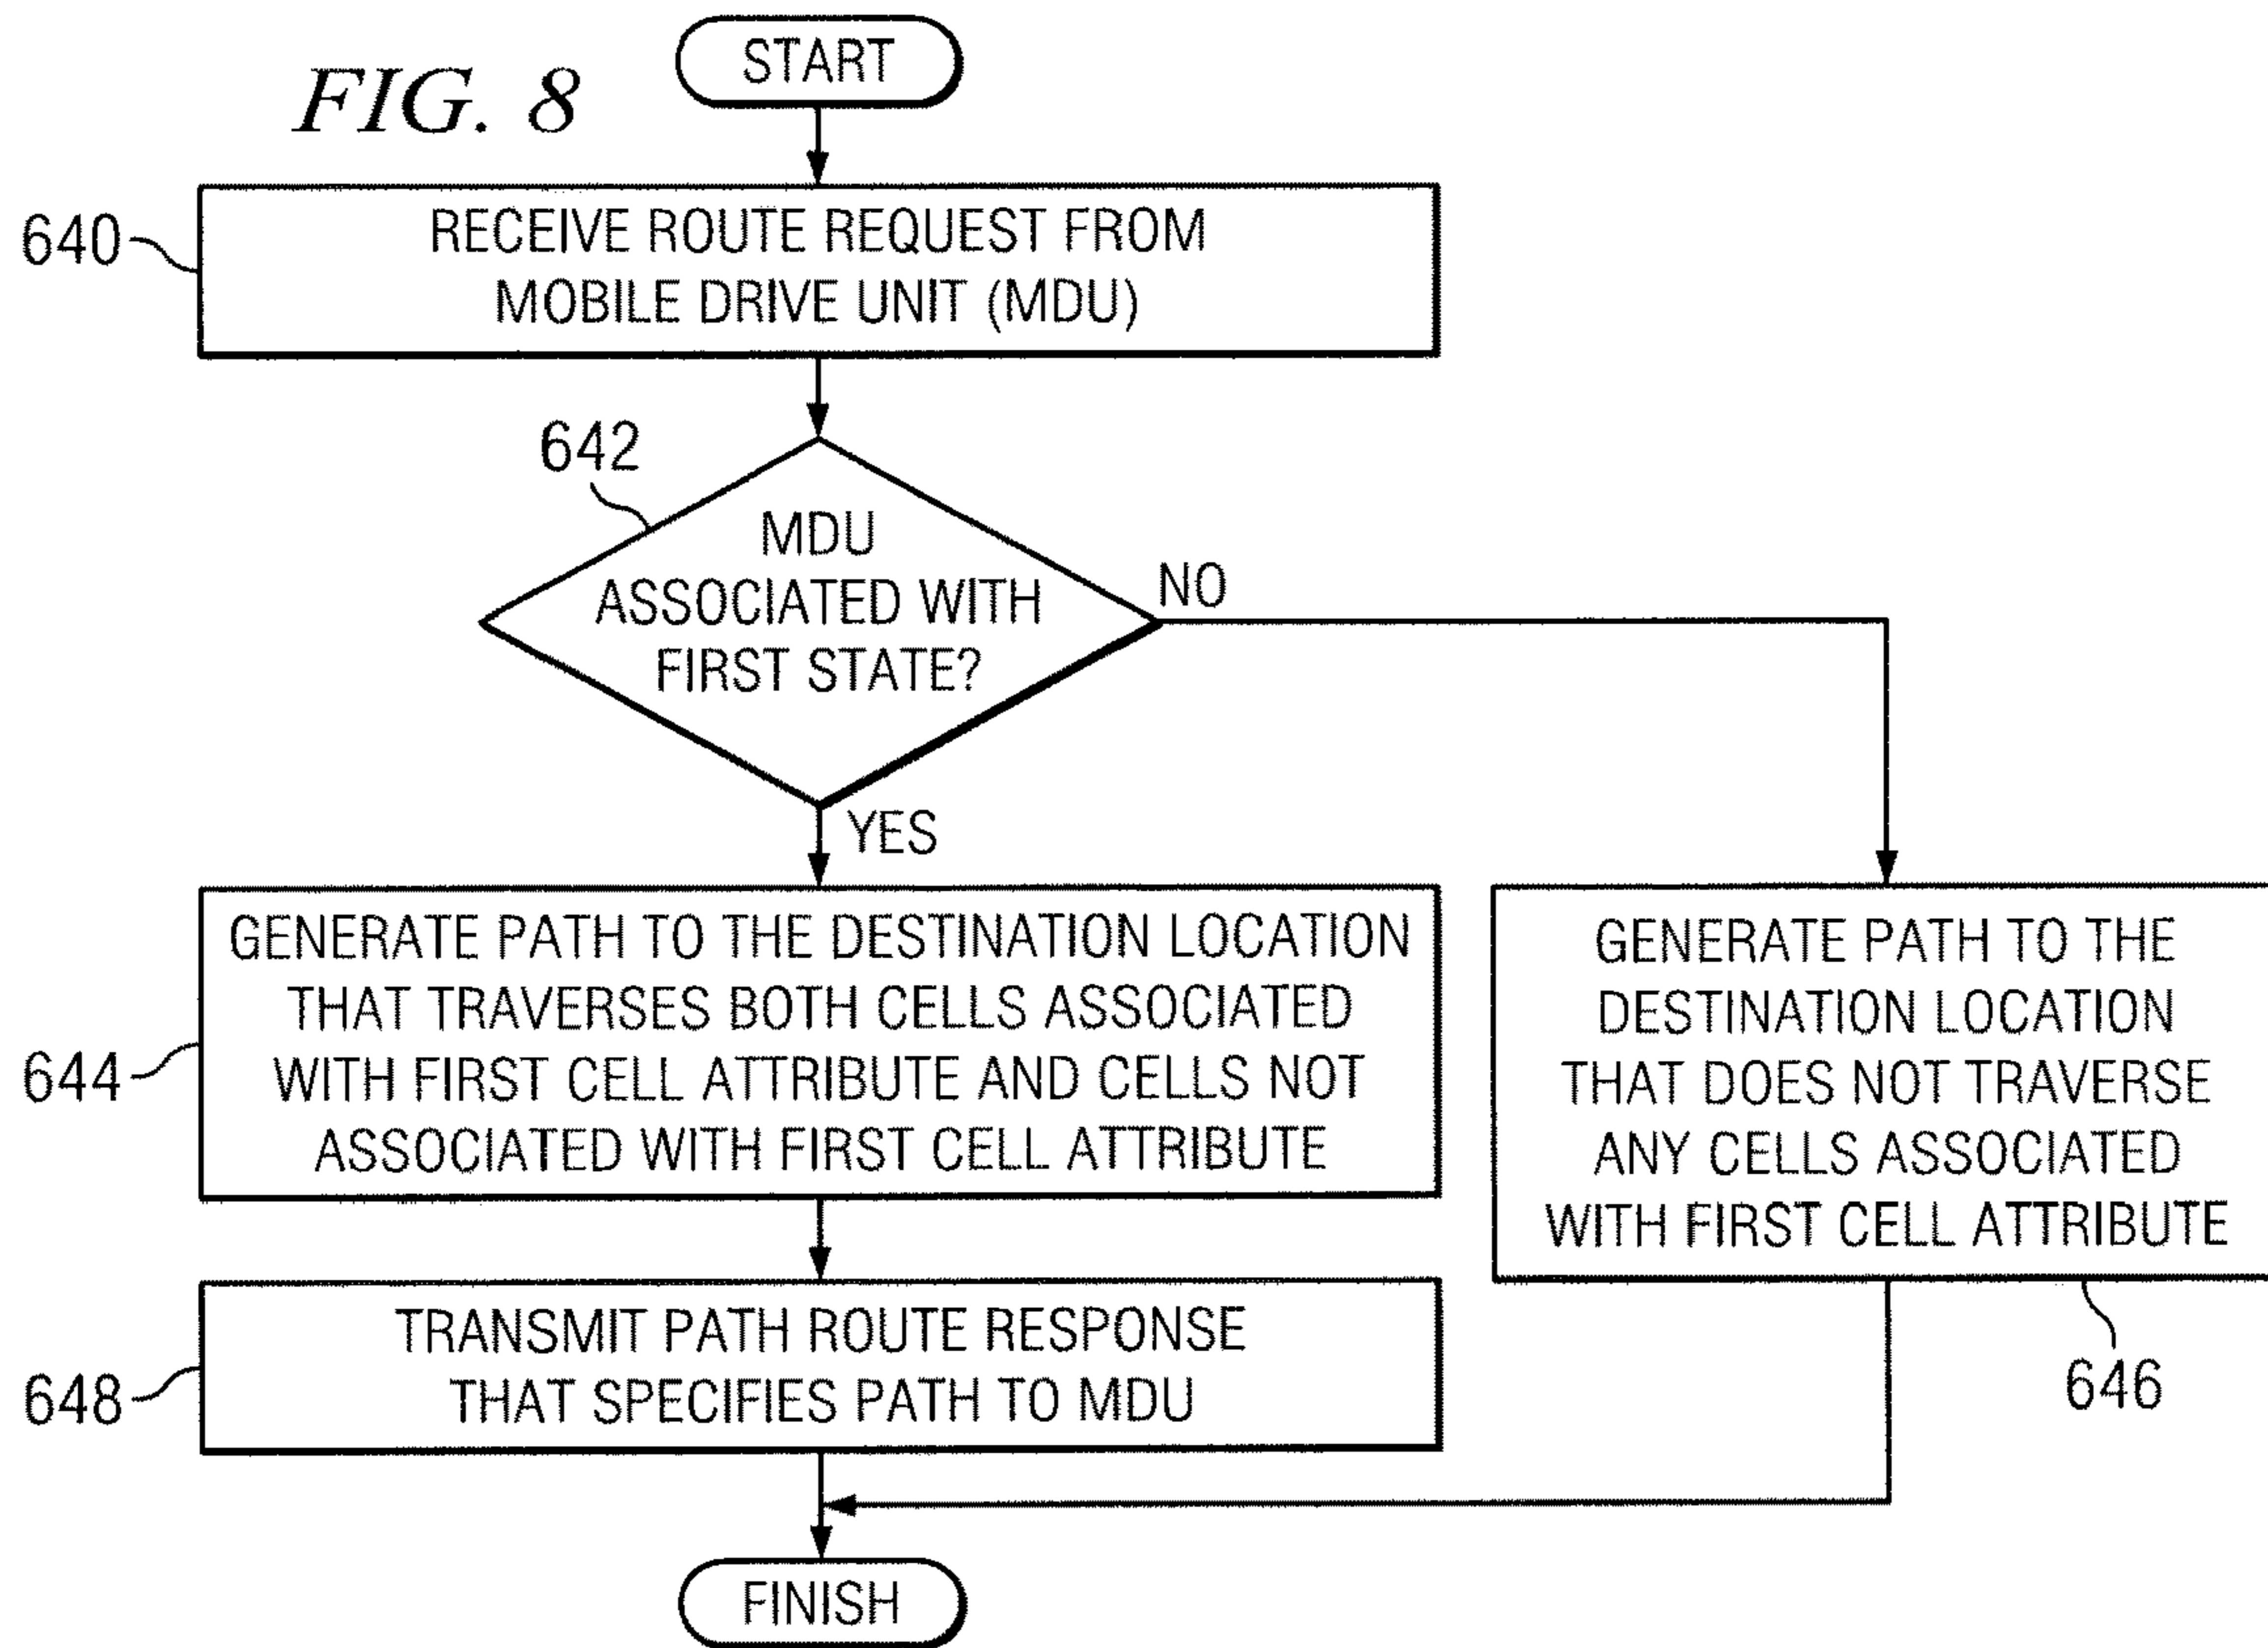 FIG. 8
START
640
RECEIVE ROUTE REQUEST FROM
MOBILE DRIVE UNIT (MDU)
642
MDU
ASSOCIATED WITH
FIRST STATE?
NO
YES
644
GENERATE PATH TO THE DESTINATION LOCATION
THAT TRAVERSES BOTH CELLS ASSOCIATED
WITH FIRST CELL ATTRIBUTE AND CELLS NOT
ASSOCIATED WITH FIRST CELL ATTRIBUTE
GENERATE PATH TO THE
DESTINATION LOCATION
THAT DOES NOT TRAVERSE
ANY CELLS ASSOCIATED
WITH FIRST CELL ATTRIBUTE
646
648
TRANSMIT PATH ROUTE RESPONSE
THAT SPECIFIES PATH TO MDU
FINISH